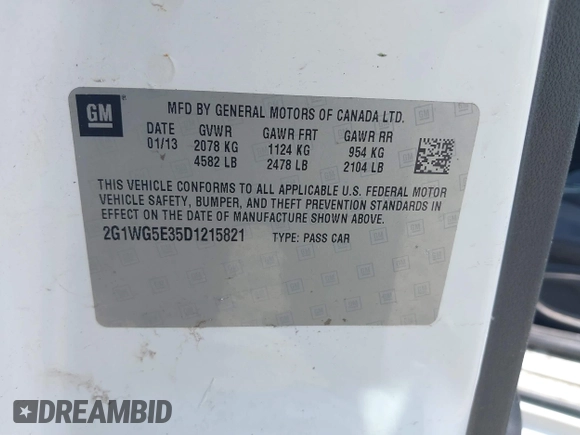 GM
MFD BY GENERAL MOTORS OF CANADA LTD.
DATE GVWR GAWR FRT GAWR RR
01/13 2078 KG 1124 KG 954 KG
4582 LB 2478 LB 2104 LB
THIS VEHICLE CONFORMS TO ALL APPLICABLE U.S. FEDERAL MOTOR
VEHICLE SAFETY, BUMPER, AND THEFT PREVENTION STANDARDS IN
EFFECT ON THE DATE OF MANUFACTURE SHOWN ABOVE.
2G1WG5E35D1215821 TYPE: PASS CAR
DREAMBID